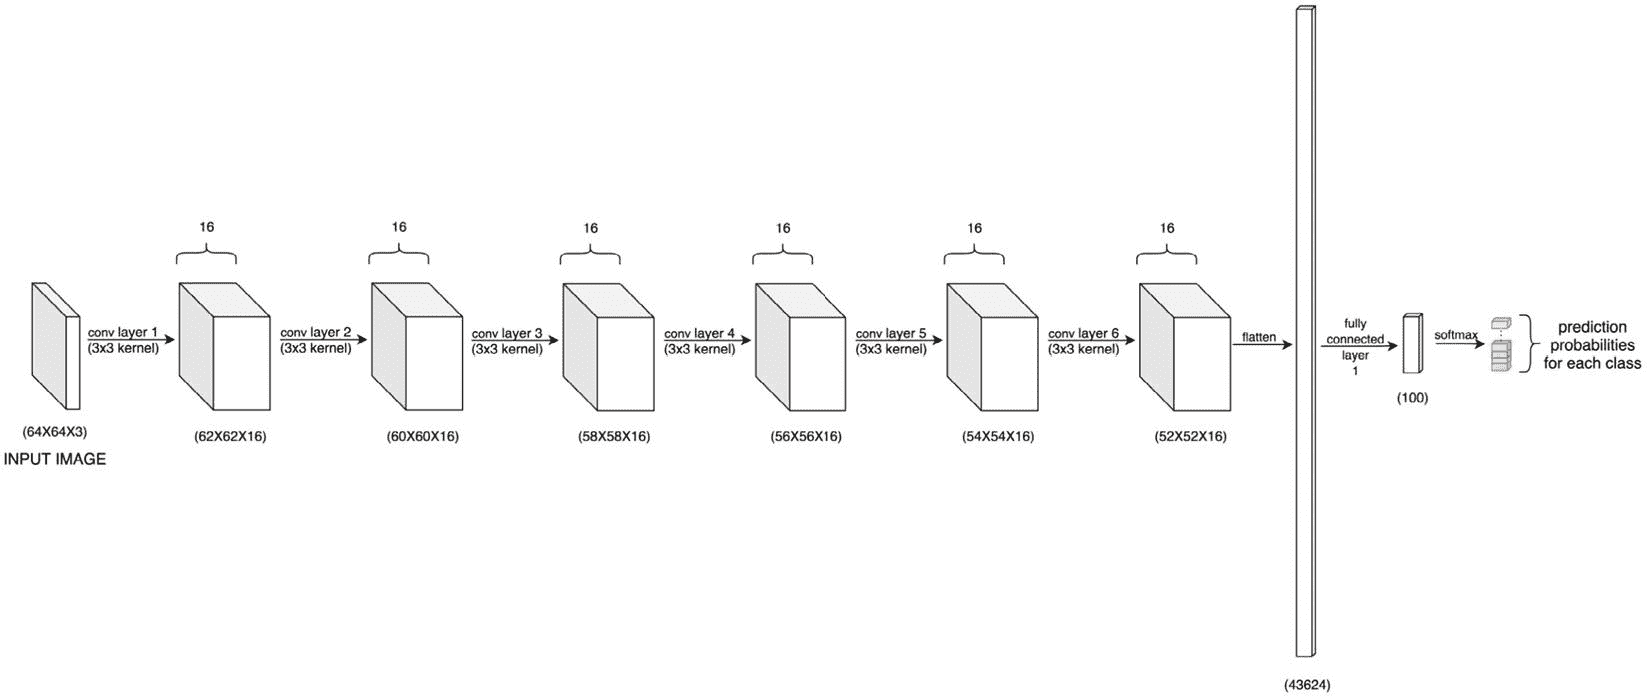 16
16
16
16
16
16
conv layer 1
(3x3 kernel)
conv layer 2
(3x3 kernel)
conv layer 3
(3x3 kernel)
conv layer 4
(3x3 kernel)
conv layer 5
(3x3 kernel)
conv layer 6
(3x3 kernel)
flatten
fully
connected
layer
1
softmax
prediction
probabilities
for each class
(64X64X3)
INPUT IMAGE
(62X62X16)
(60X60X16)
(58X58X16)
(56X56X16)
(54X54X16)
(52X52X16)
(100)
(43624)